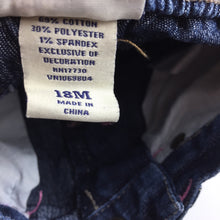 69% COTTON
30% POLYESTER
1% SPANDEX
EXCLUSIVE OF
DECORATION
RN17730
VN1069804
18M
MADE IN
CHINA